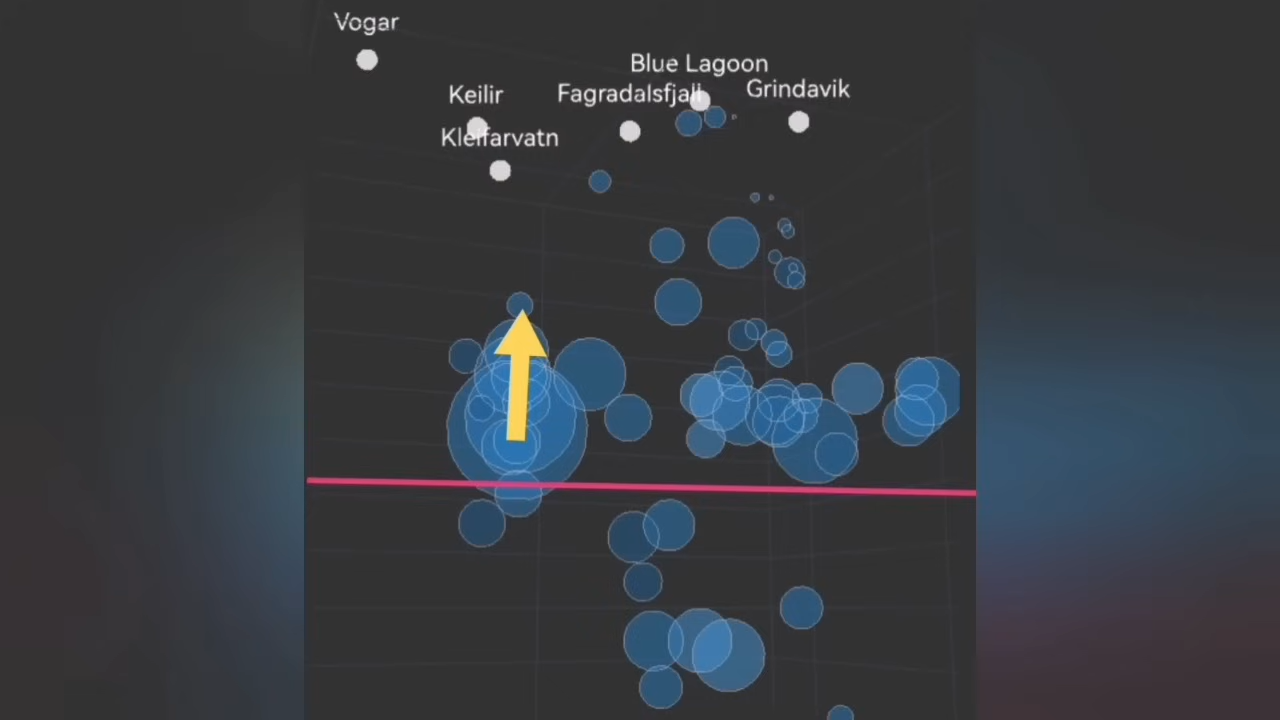 Vogar
Blue Lagoon
Keilir
Fagradalsfjall
Grindavik
Kleifarvatn